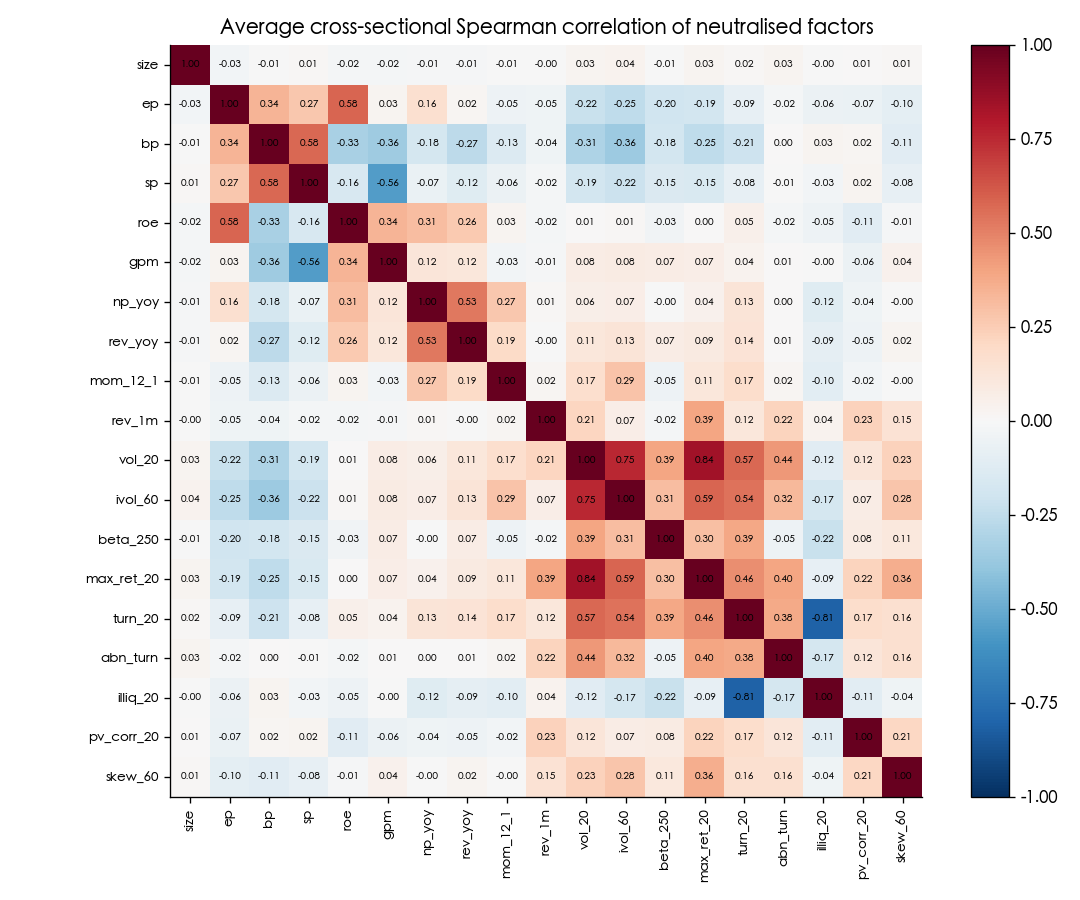 Average cross-sectional Spearman correlation of neutralised factors
size 1.00 -0.03 -0.01 0.01 -0.02 -0.02 -0.01 -0.01 -0.01 -0.00 0.03 0.04 -0.01 0.03 0.02 0.03 -0.00 0.01 0.01
ep -0.03 1.00 0.34 0.27 0.58 0.03 0.16 0.02 -0.05 -0.05 -0.22 -0.25 -0.20 -0.19 -0.09 -0.02 -0.06 -0.07 -0.10
bp -0.01 0.34 1.00 0.58 -0.33 -0.36 -0.18 -0.27 -0.13 -0.04 -0.31 -0.36 -0.18 -0.25 -0.21 0.00 0.03 0.02 -0.11
sp 0.01 0.27 0.58 1.00 -0.16 -0.56 -0.07 -0.12 -0.06 -0.02 -0.19 -0.22 -0.15 -0.15 -0.08 -0.01 -0.03 0.02 -0.08
roe -0.02 0.58 -0.33 -0.16 1.00 0.34 0.31 0.26 0.03 -0.02 0.01 0.01 -0.03 0.00 0.05 -0.02 -0.05 -0.11 -0.01
gpm -0.02 0.03 -0.36 -0.56 0.34 1.00 0.12 0.12 -0.03 -0.01 0.08 0.08 0.07 0.07 0.04 0.01 -0.00 -0.06 0.04
np_yoy -0.01 0.16 -0.18 -0.07 0.31 0.12 1.00 0.53 0.27 0.01 0.06 0.07 -0.00 0.04 0.13 0.00 -0.12 -0.04 -0.00
rev_yoy -0.01 0.02 -0.27 -0.12 0.26 0.12 0.53 1.00 0.19 -0.00 0.11 0.13 0.07 0.09 0.14 0.01 -0.09 -0.05 0.02
mom_12_1 -0.01 -0.05 -0.13 -0.06 0.03 -0.03 0.27 0.19 1.00 0.02 0.17 0.29 -0.05 0.11 0.17 0.02 -0.10 -0.02 -0.00
rev_1m -0.00 -0.05 -0.04 -0.02 -0.02 -0.01 0.01 -0.00 0.02 1.00 0.21 0.07 -0.02 0.39 0.12 0.22 0.04 0.23 0.15
vol_20 0.03 -0.22 -0.31 -0.19 0.01 0.08 0.06 0.11 0.17 0.21 1.00 0.75 0.39 0.84 0.57 0.44 -0.12 0.12 0.23
ivol_60 0.04 -0.25 -0.36 -0.22 0.01 0.08 0.07 0.13 0.29 0.07 0.75 1.00 0.31 0.59 0.54 0.32 -0.17 0.07 0.28
beta_250 -0.01 -0.20 -0.18 -0.15 -0.03 0.07 -0.00 0.07 -0.05 -0.02 0.39 0.31 1.00 0.30 0.39 -0.05 -0.22 0.08 0.11
max_ret_20 0.03 -0.19 -0.25 -0.15 0.00 0.07 0.04 0.09 0.11 0.39 0.84 0.59 0.30 1.00 0.46 0.40 -0.09 0.22 0.36
turn_20 0.02 -0.09 -0.21 -0.08 0.05 0.04 0.13 0.14 0.17 0.12 0.57 0.54 0.39 0.46 1.00 0.38 -0.81 0.17 0.16
abn_turn 0.03 -0.02 0.00 -0.01 -0.02 0.01 0.00 0.01 0.02 0.22 0.44 0.32 -0.05 0.40 0.38 1.00 -0.17 0.12 0.16
illiq_20 -0.00 -0.06 0.03 -0.03 -0.05 -0.00 -0.12 -0.09 -0.10 0.04 -0.12 -0.17 -0.22 -0.09 -0.81 -0.17 1.00 -0.11 -0.04
pv_corr_20 0.01 -0.07 0.02 0.02 -0.11 -0.06 -0.04 -0.05 -0.02 0.23 0.12 0.07 0.08 0.22 0.17 0.12 -0.11 1.00 0.21
skew_60 0.01 -0.10 -0.11 -0.08 -0.01 0.04 -0.00 0.02 -0.00 0.15 0.23 0.28 0.11 0.36 0.16 0.16 -0.04 0.21 1.00
size ep bp sp roe gpm np_yoy rev_yoy mom_12_1 rev_1m vol_20 ivol_60 beta_250 max_ret_20 turn_20 abn_turn illiq_20 pv_corr_20 skew_60
1.00
0.75
0.50
0.25
0.00
-0.25
-0.50
-0.75
-1.00